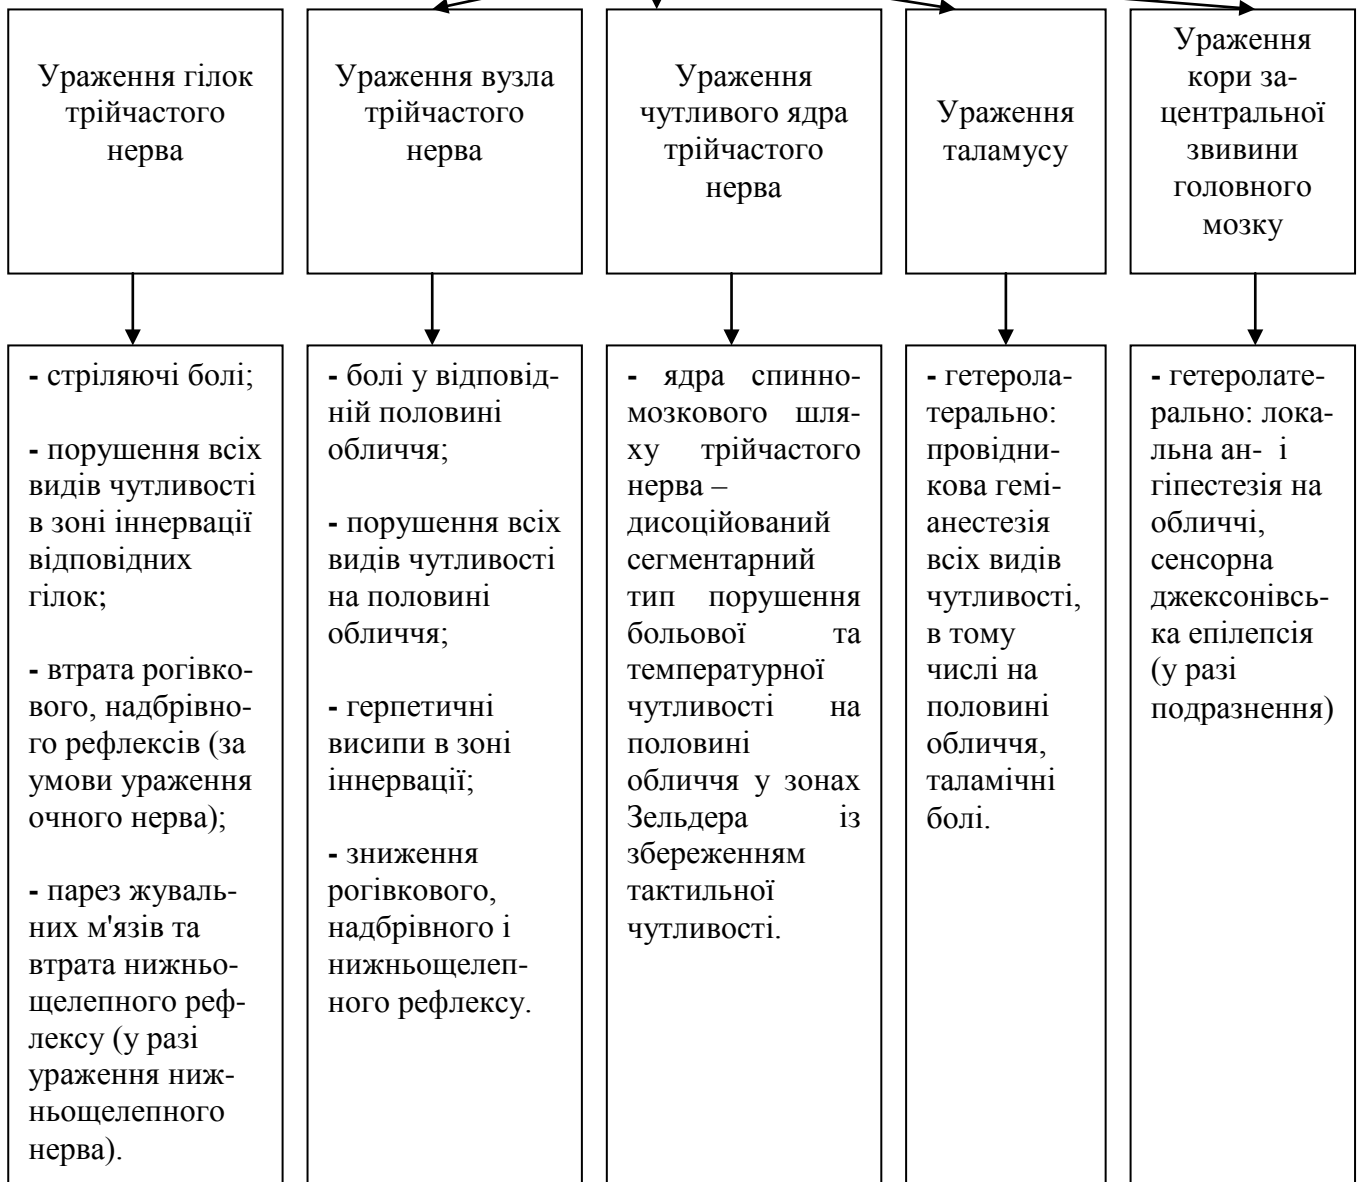 Ураження гілок
трійчастого
нерва
Ураження вузла
трійчастого
нерва
Ураження
чутливого ядра
трійчастого
нерва
Ураження
таламусу
Ураження
кори за-
центральної
звивини
головного
мозку
- стріляючі болі;
- порушення всіх
видів чутливості
в зоні іннервації
відповідних
гілок;
- втрата рогівко-
вого, надбрівно-
го рефлексів (за
умови ураження
очного нерва);
- парез жуваль-
них м'язів та
втрата нижньо-
щелепного реф-
лексу (у разі
ураження ниж-
ньощелепного
нерва).
- болі у відповід-
ній половині
обличчя;
- порушення всіх
видів чутливості
на половині
обличчя;
- герпетичні
висипи в зоні
іннервації;
- зниження
рогівкового,
надбрівного і
нижньощелеп-
ного рефлексу.
- ядра спинно-
мозкового шля-
ху трійчастого
нерва –
дисоційований
сегментарний
тип порушення
больової та
температурної
чутливості на
половині
обличчя у зонах
Зельдера із
збереженням
тактильної
чутливості.
- гетерола-
терально:
провідни-
кова гемі-
анестезія
всіх видів
чутливості,
в тому
числі на
половині
обличчя,
таламічні
болі.
- гетеролате-
рально: лока-
льна ан- і
гіпестезія на
обличчі,
сенсорна
джексонівсь-
ка епілепсія
(у разі
подразнення)